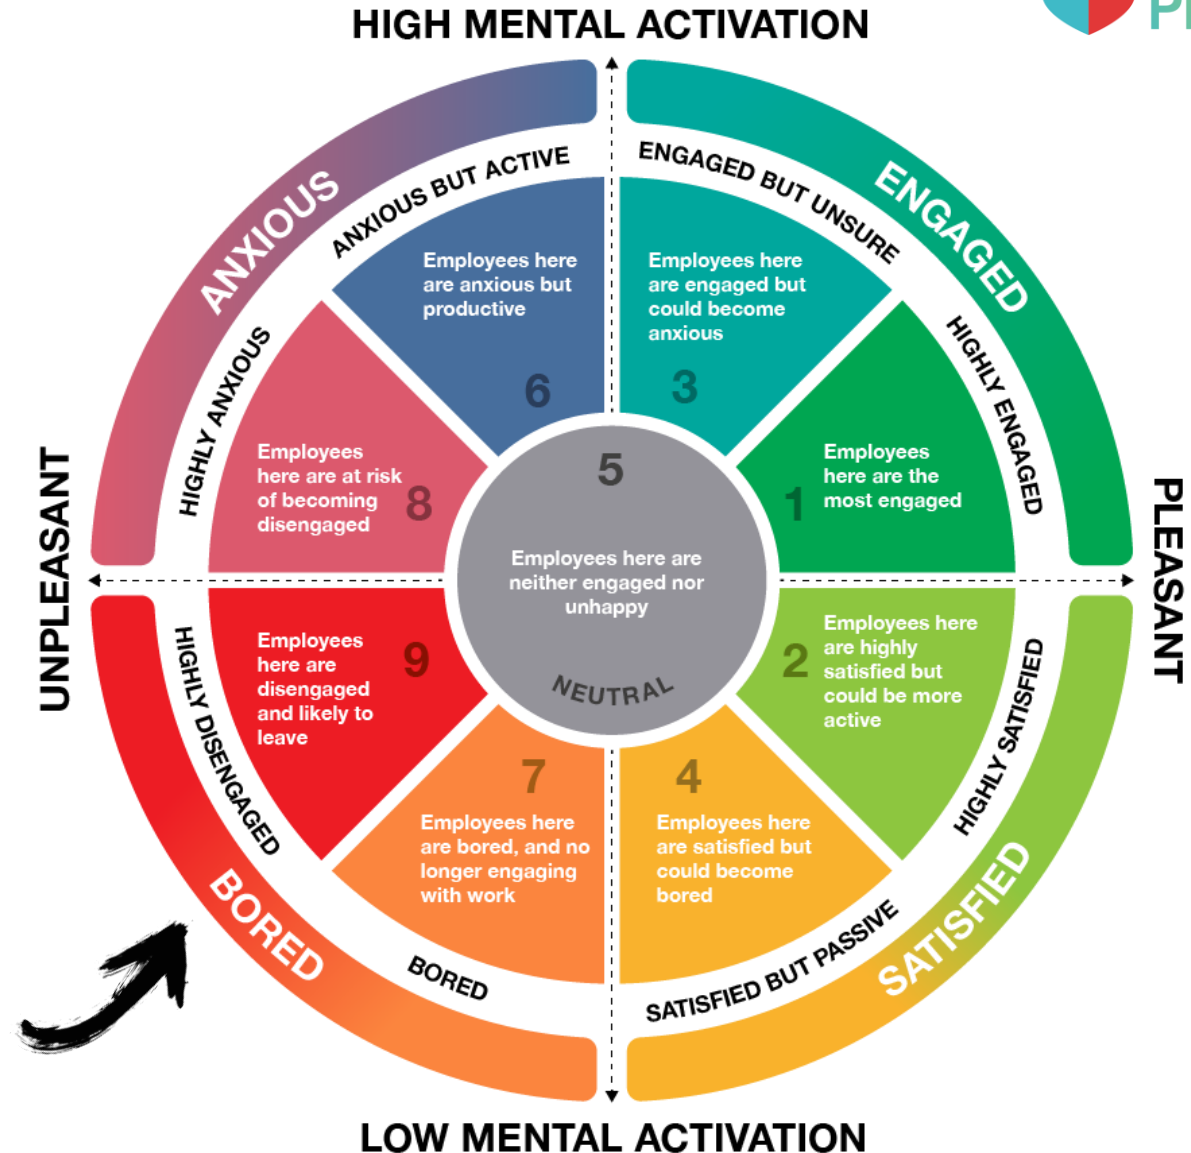 HIGH MENTAL ACTIVATION
ANXIOUS
ANXIOUS BUT ACTIVE
ENGAGED BUT UNSURE
ENGAGED
Employees here
are anxious but
productive
6
Employees here
are engaged but
could become
anxious
3
HIGHLY ANXIOUS
HIGHLY ENGAGED
Employees
here are at risk
of becoming
disengaged
8
5
Employees here are
neither engaged nor
unhappy
NEUTRAL
Employees
here are the
most engaged
1
UNPLEASANT
PLEASANT
Employees
here are
disengaged
and likely to
leave
9
Employees here
are highly
satisfied but
could be more
active
2
HIGHLY DISENGAGED
HIGHLY SATISFIED
7
Employees here
are bored, and no
longer engaging
with work
4
Employees here
are satisfied but
could become
bored
BORED
BORED
SATISFIED BUT PASSIVE
SATISFIED
LOW MENTAL ACTIVATION